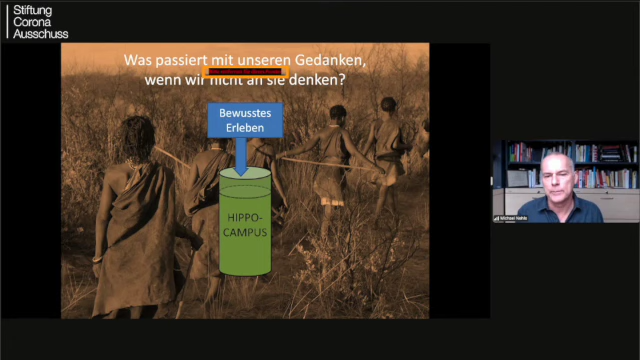 Stiftung
Corona
Ausschuss
Was passiert mit unseren Gedanken,
wenn wir nicht an sie denken?
Bewusstes
Erleben
HIPPO-
CAMPUS